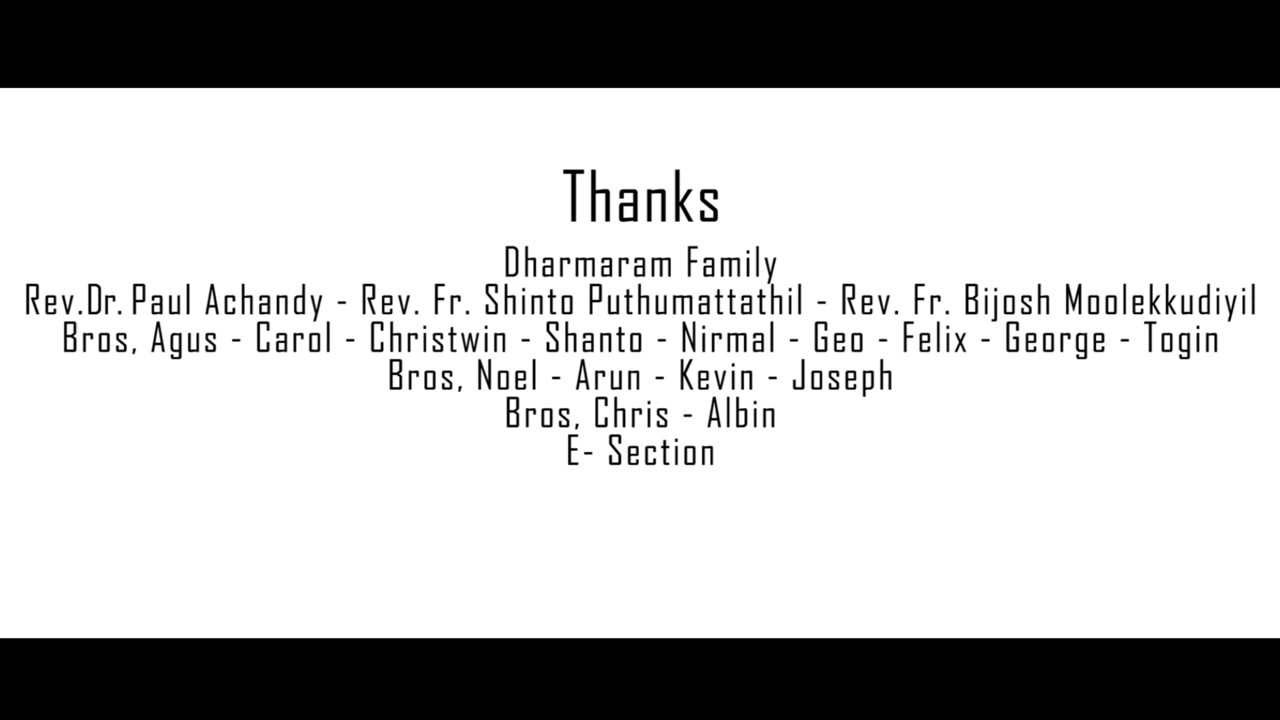 Thanks
Dharmaram Family
Rev.Dr. Paul Achandy - Rev. Fr. Shinto Puthumattathil - Rev. Fr. Bijosh Moolekkudiyil
Bros, Agus - Carol - Christwin - Shanto - Nirmal - Geo - Felix - George - Togin
Bros, Noel - Arun - Kevin - Joseph
Bros, Chris - Albin
E- Section